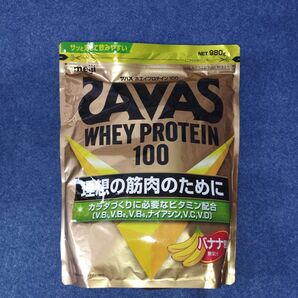 サッと溶けて飲みやすい
NET 980g
meiji
SAVAS
ザバス ホエイプロテイン100
WHEY PROTEIN
100
理想の筋肉のために
カラダづくりに必要なビタミン配合
(V.B₁,V.B₂,V.B₆,ナイアシン,V.C,V.D)
バナナ味